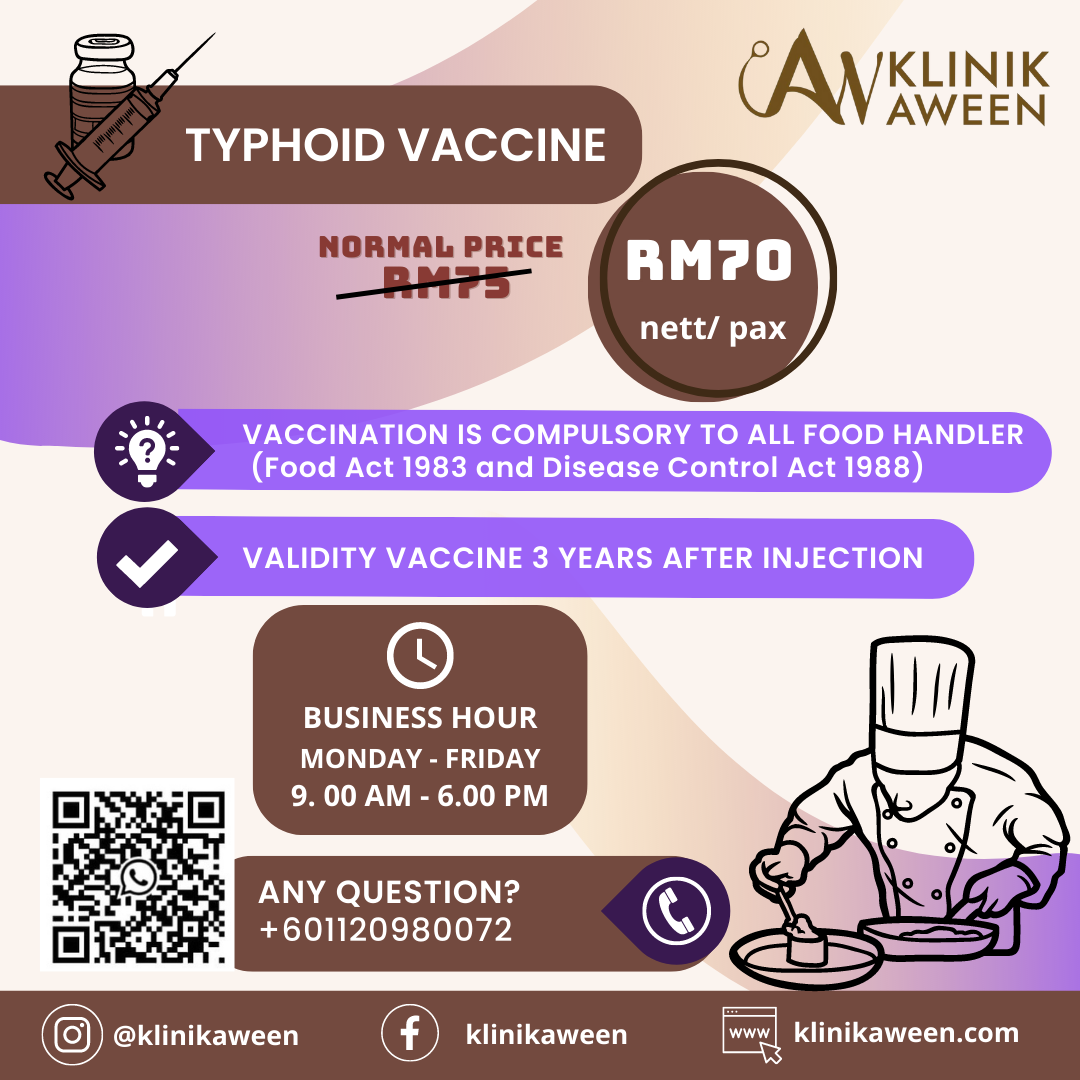 KLINIK
AWEEN
TYPHOID VACCINE
NORMAL PRICE
RM75
RM70
nett/ pax
VACCINATION IS COMPULSORY TO ALL FOOD HANDLER
(Food Act 1983 and Disease Control Act 1988)
VALIDITY VACCINE 3 YEARS AFTER INJECTION
BUSINESS HOUR
MONDAY - FRIDAY
9. 00 AM - 6.00 PM
ANY QUESTION?
+601120980072
@klinikaween
klinikaween
www
klinikaween.com